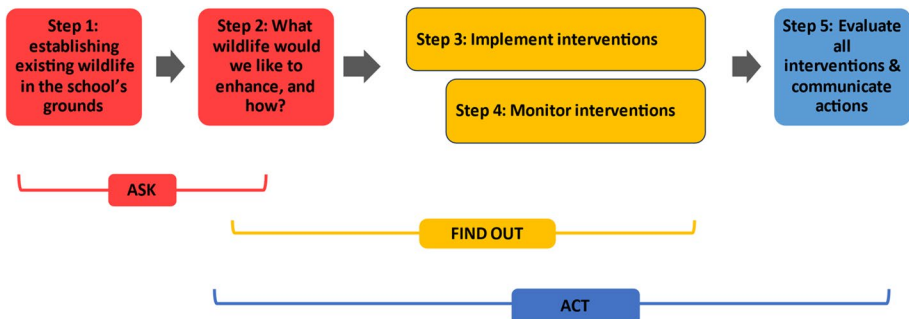 Step 1:
establishing
existing wildlife
in the school’s
grounds
Step 2: What
wildlife would
we like to
enhance, and
how?
Step 3: Implement interventions
Step 4: Monitor interventions
Step 5: Evaluate
all
interventions &
communicate
actions
ASK
FIND OUT
ACT